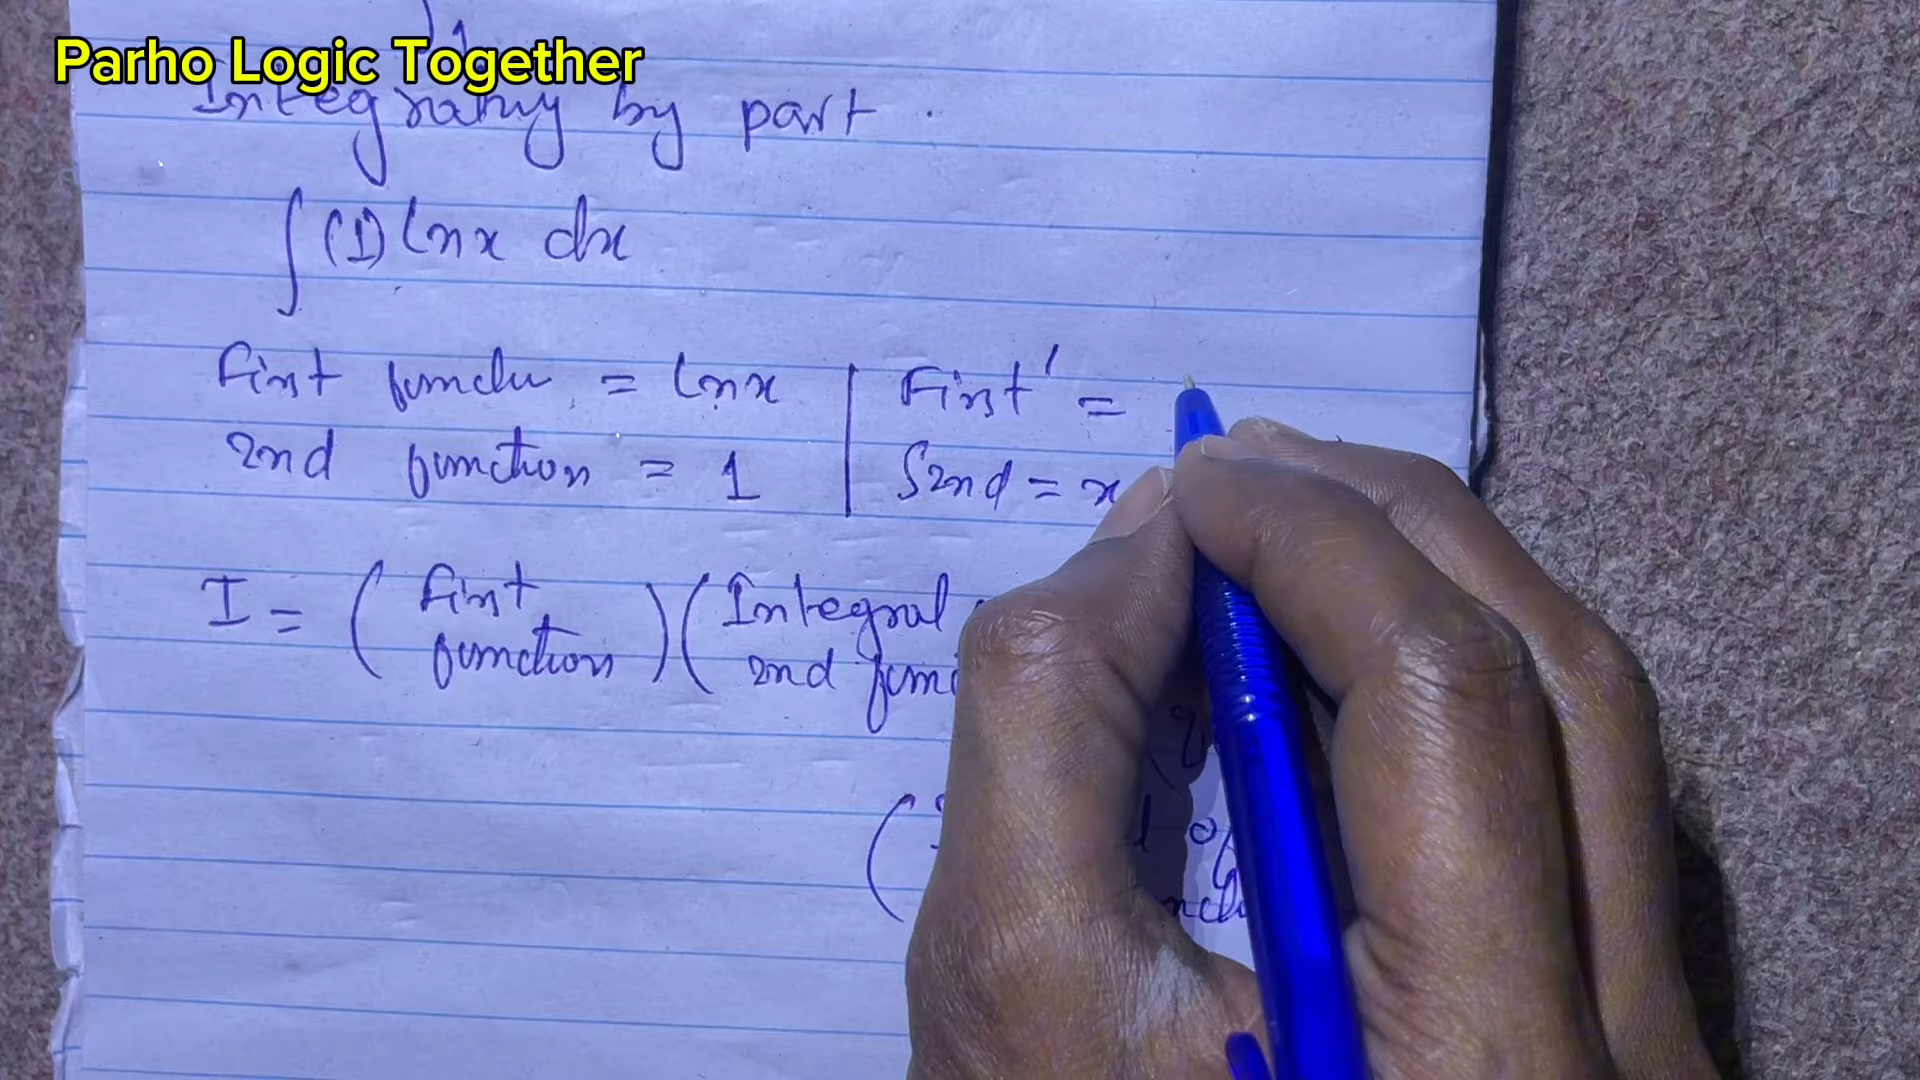 Parho Logic Together
Integrating by part.
∫(1) lnx dx
First = lnx | First' =
2nd function = 1 | ∫2nd = x
I = (First function)(Integral
2nd